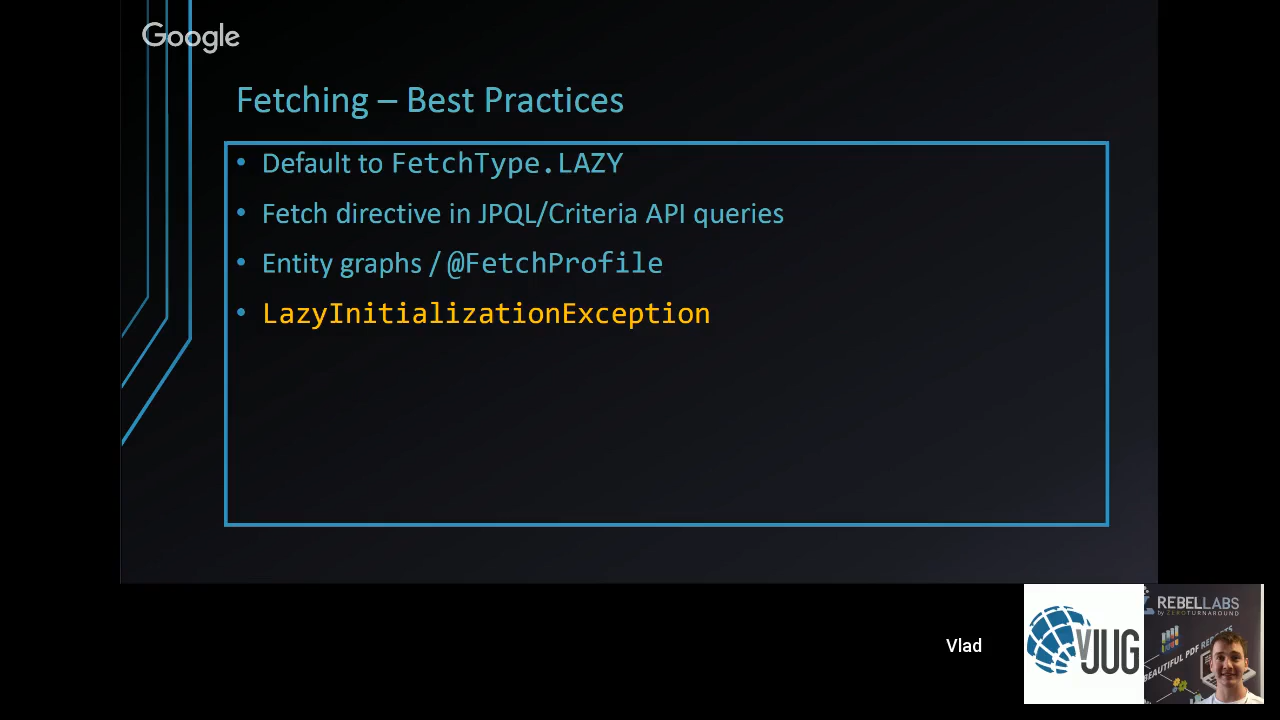 Google
Fetching – Best Practices
• Default to FetchType.LAZY
• Fetch directive in JPQL/Criteria API queries
• Entity graphs / @FetchProfile
• LazyInitializationException
Vlad
vJUG
REBELLABS
by ZEROTURNAROUND
BEAUTIFUL PDF REPORTS